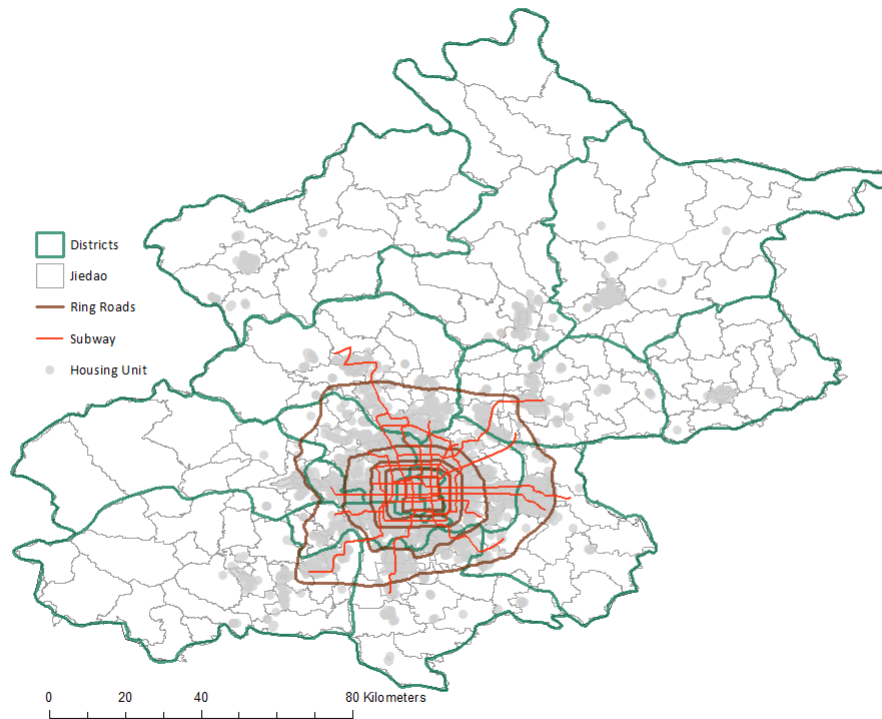 Districts
Jiedao
Ring Roads
Subway
Housing Unit
0 20 40 80 Kilometers